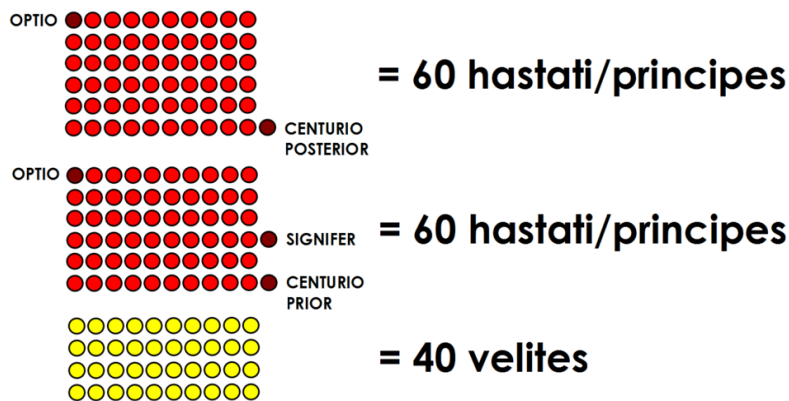 OPTIO
= 60 hastati/principes
CENTURIO
POSTERIOR
OPTIO
SIGNIFER
= 60 hastati/principes
CENTURIO
PRIOR
= 40 velites